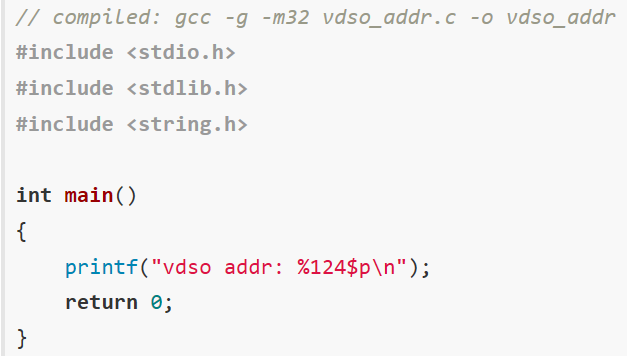 // compiled: gcc -g -m32 vdso_addr.c -o vdso_addr
#include <stdio.h>
#include <stdlib.h>
#include <string.h>
int main()
{
    printf("vdso addr: %124$p\n");
    return 0;
}